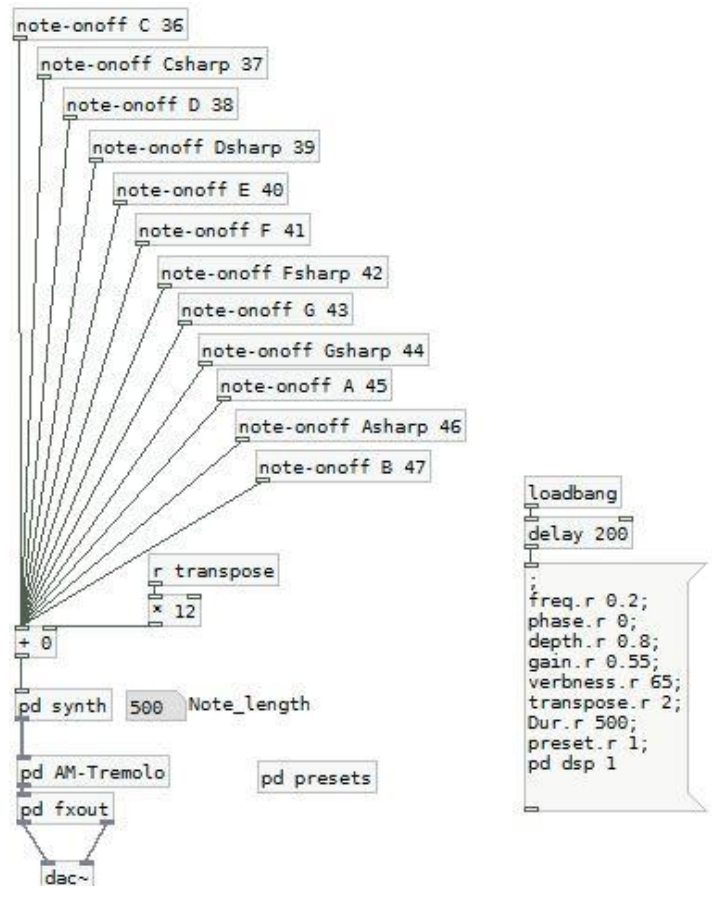 note-onoff C 36
note-onoff Csharp 37
note-onoff D 38
note-onoff Dsharp 39
note-onoff E 40
note-onoff F 41
note-onoff Fsharp 42
note-onoff G 43
note-onoff Gsharp 44
note-onoff A 45
note-onoff Asharp 46
note-onoff B 47
r transpose
* 12
+ 0
pd synth
500
Note_length
pd AM-Tremolo
pd presets
pd fxout
dac~
loadbang
delay 200
;
freq.r 0.2;
phase.r 0;
depth.r 0.8;
gain.r 0.55;
verbness.r 65;
transpose.r 2;
Dur.r 500;
preset.r 1;
pd dsp 1